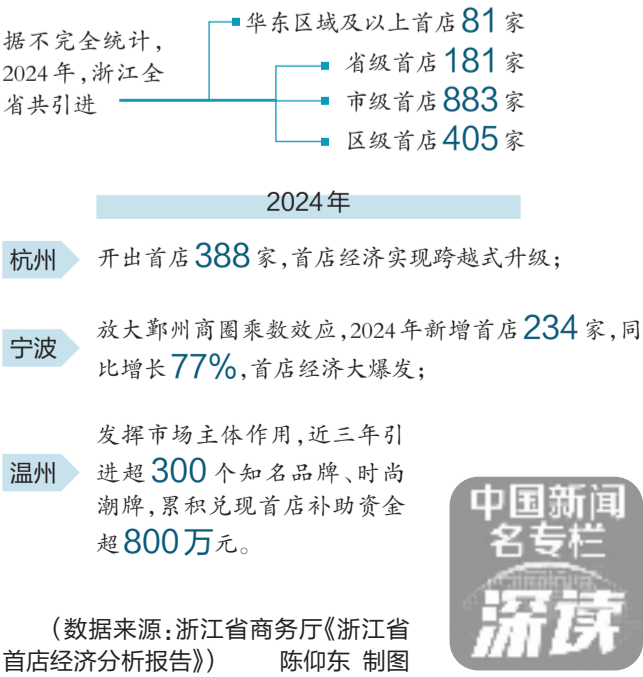 据不完全统计，
2024年，浙江全
省共引进
华东区域及以上首店81家
省级首店181家
市级首店883家
区级首店405家
2024年
杭州
开出首店388家，首店经济实现跨越式升级；
宁波
放大鄞州商圈乘数效应，2024年新增首店234家，同
比增长77%，首店经济大爆发；
温州
发挥市场主体作用，近三年引
进超300个知名品牌、时尚
潮牌，累积兑现首店补助资金
超800万元。
中国新闻
名专栏
深读
（数据来源：浙江省商务厅《浙江省
首店经济分析报告》） 陈仰东 制图